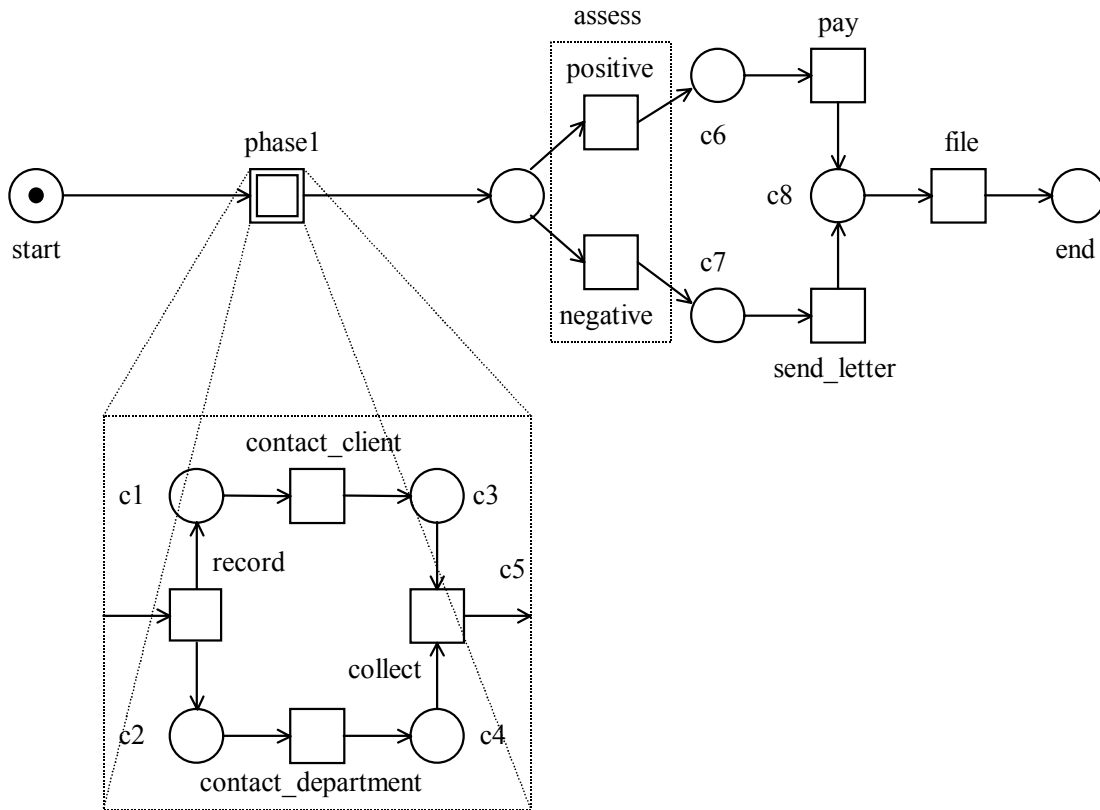 assess
pay
positive
phase1
c6
file
start
c8
c7
end
negative
send_letter
contact_client
c1
c3
record
c5
collect
c2
c4
contact_department